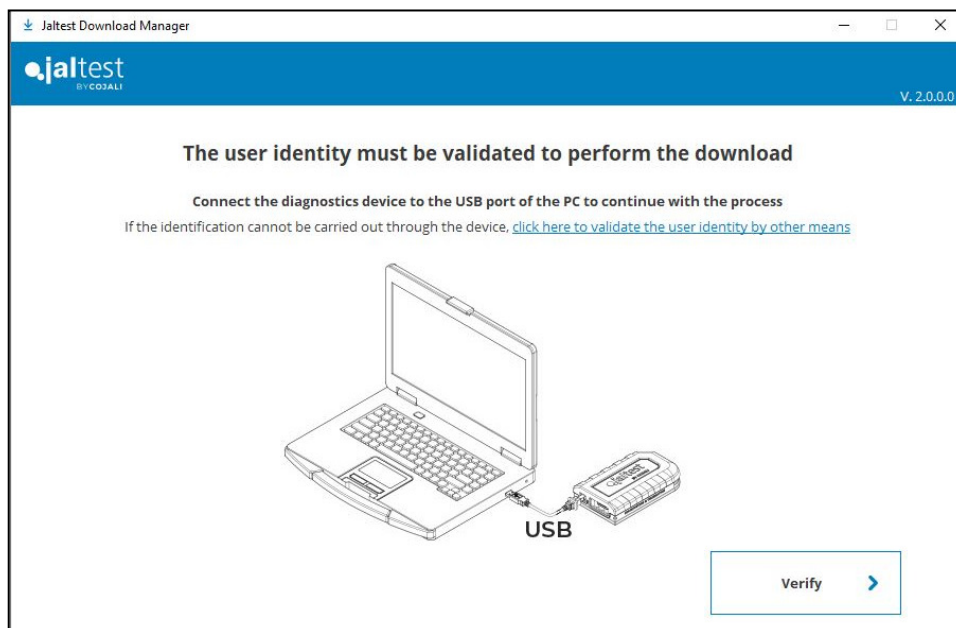 Jaltest Download Manager
jaltest
BY COJALI
V. 2.0.0.0
The user identity must be validated to perform the download
Connect the diagnostics device to the USB port of the PC to continue with the process
If the identification cannot be carried out through the device, click here to validate the user identity by other means
jaltest
USB
Verify